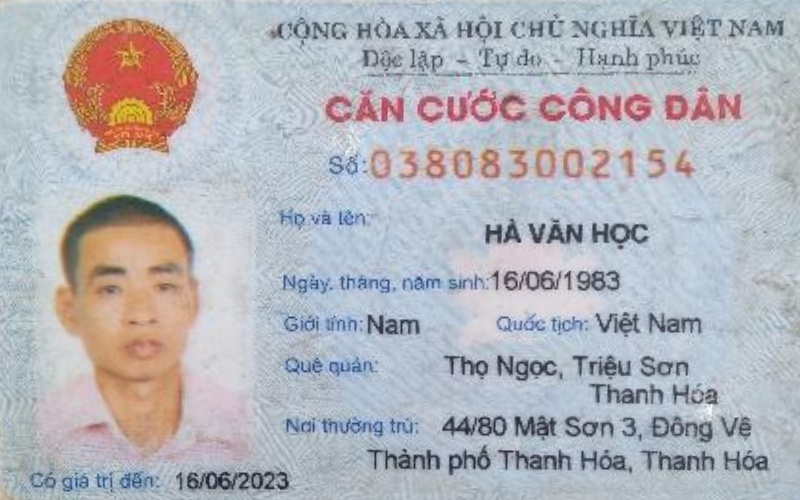 CỘNG HÒA XÃ HỘI CHỦ NGHĨA VIỆT NAM
Độc lập - Tự do - Hạnh phúc
CĂN CƯỚC CÔNG DÂN
Số: 038083002154
Họ và tên: HÀ VĂN HỌC
Ngày, tháng, năm sinh: 16/06/1983
Giới tính: Nam Quốc tịch: Việt Nam
Quê quán: Thọ Ngọc, Triệu Sơn
Thanh Hóa
Nơi thường trú: 44/80 Mật Sơn 3, Đông Vệ
Thành phố Thanh Hóa, Thanh Hóa
Có giá trị đến: 16/06/2023